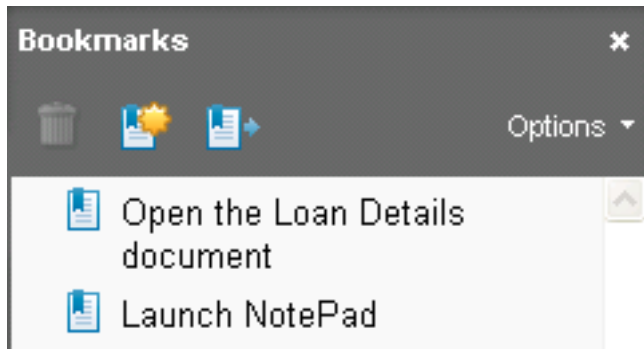 Bookmarks
Options
Open the Loan Details
document
Launch NotePad